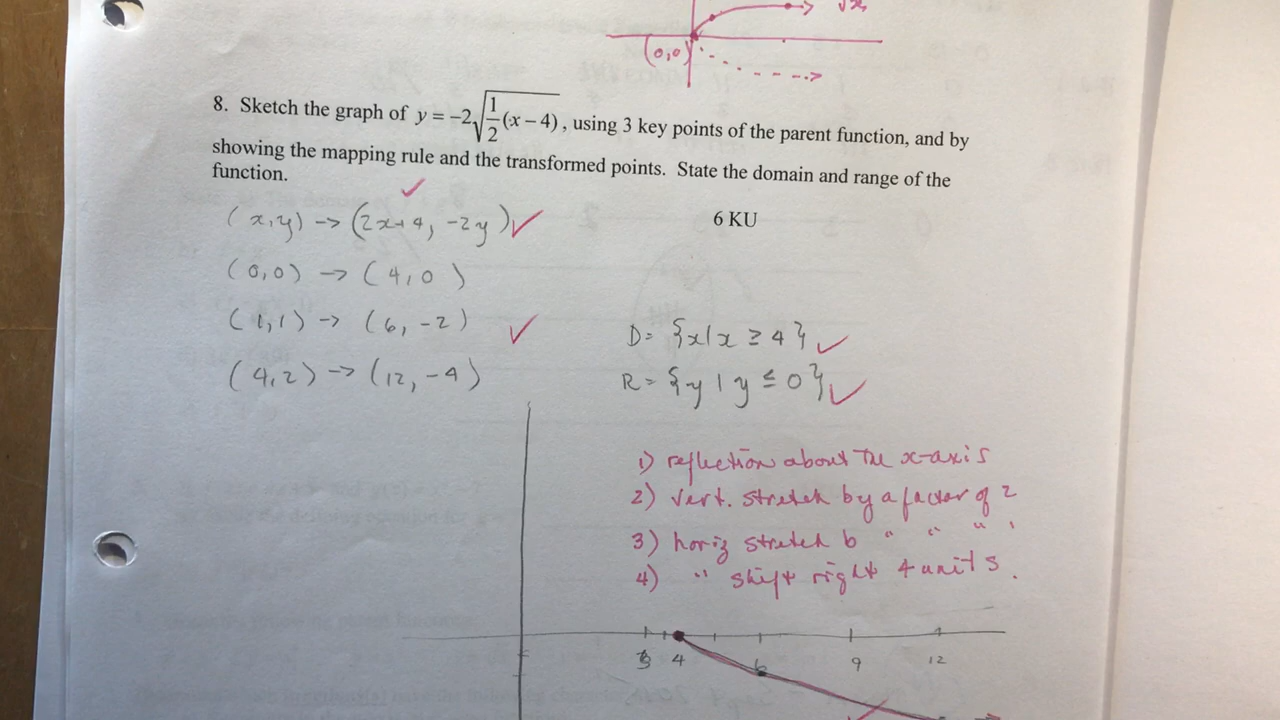 √x,
(0,0)
8. Sketch the graph of y = -2√(1/2 (x - 4)) , using 3 key points of the parent function, and by
showing the mapping rule and the transformed points. State the domain and range of the
function.
(x,y) -> (2x+4, -2y)
6 KU
(0,0) -> (4,0)
(1,1) -> (6,-2)
(4,2) -> (12,-4)
D= {x|x ≥ 4}
R= {y | y ≤ 0}
1) reflection about the x-axis
2) vert. stretch by a factor of 2
3) horiz stretch b " " " '
4) " shift right 4 units.
3 4 6 9 12